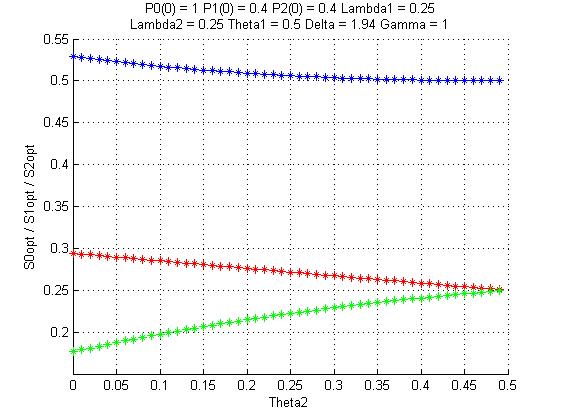 P0(0) = 1 P1(0) = 0.4 P2(0) = 0.4 Lambda1 = 0.25
Lambda2 = 0.25 Theta1 = 0.5 Delta = 1.94 Gamma = 1
0.55
0.5
0.45
0.4
0.35
0.3
0.25
0.2
S0opt / S1opt / S2opt
0 0.05 0.1 0.15 0.2 0.25 0.3 0.35 0.4 0.45 0.5
Theta2